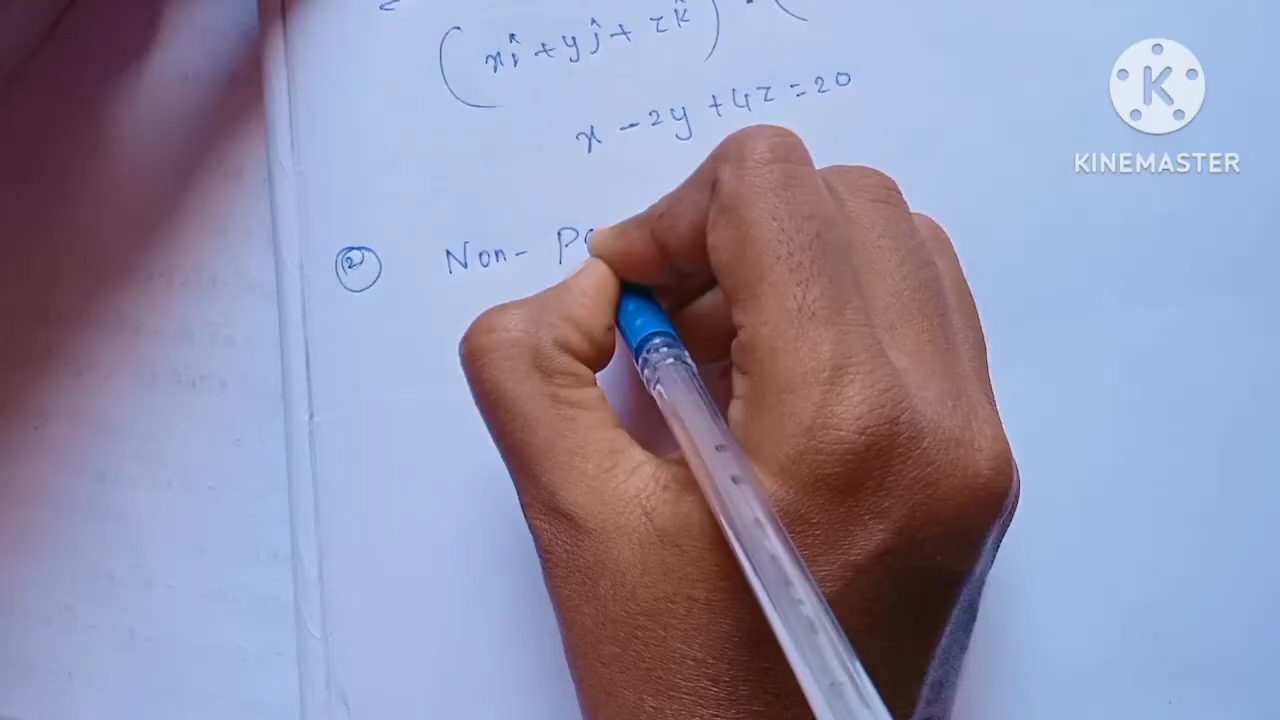 (xî + yĵ + zk̂) . (
x - 2y + 4z = 20
② Non-
K
KINEMASTER